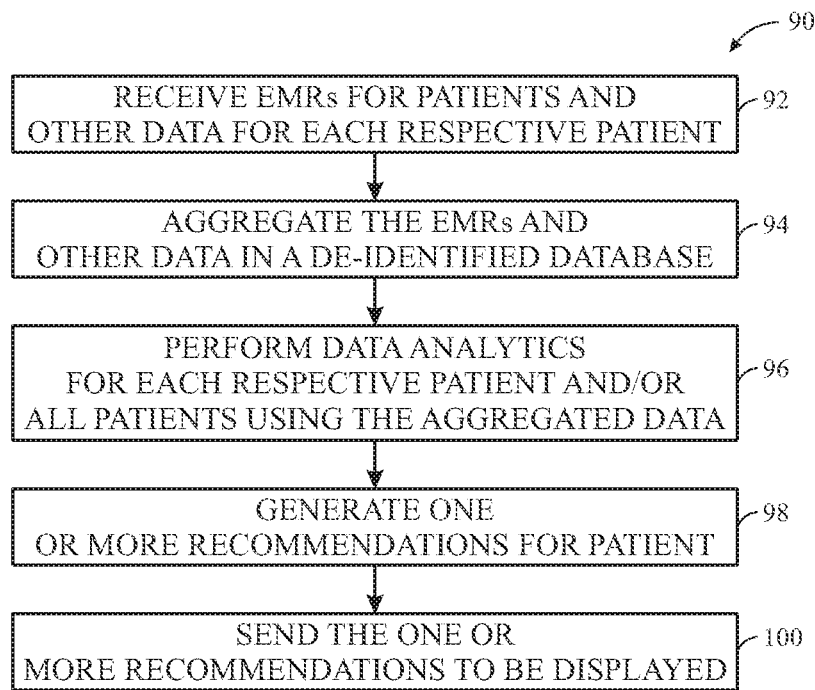 90
RECEIVE EMRs FOR PATIENTS AND
OTHER DATA FOR EACH RESPECTIVE PATIENT
92
AGGREGATE THE EMRs AND
OTHER DATA IN A DE-IDENTIFIED DATABASE
94
PERFORM DATA ANALYTICS
FOR EACH RESPECTIVE PATIENT AND/OR
ALL PATIENTS USING THE AGGREGATED DATA
96
GENERATE ONE
OR MORE RECOMMENDATIONS FOR PATIENT
98
SEND THE ONE OR
MORE RECOMMENDATIONS TO BE DISPLAYED
100